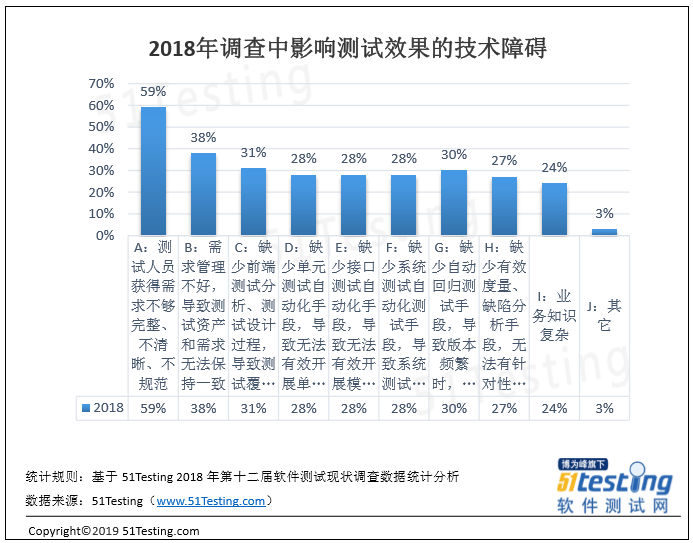 2018年调查中影响测试效果的技术障碍
51Testing
70%
60%
50%
40%
30%
20%
10%
0%
59%
38%
31%
28%
28%
28%
30%
27%
24%
3%
A：测
试人员
获得需
求不够
完整、
不清
晰、不
规范
B：需
求管理
不好，
导致测
试资产
和需求
无法保
持一致
C：缺
少前端
测试分
析、测
试设计
过程，
导致测
试覆…
D：缺
少单元
测试自
动化手
段，导
致无法
有效开
展单…
E：缺
少接口
测试自
动化手
段，导
致无法
有效开
展模…
F：缺
少系统
测试自
动化测
试手
段，导
致系统
测试…
G：缺
少自动
回归测
试手
段，导
致版本
频繁
时，…
H：缺
少有效
度量、
缺陷分
析手
段，无
法有针
对性…
I：业
务知识
复杂
J：其
它
51Testing
51Testing
2018 59% 38% 31% 28% 28% 28% 30% 27% 24% 3%
统计规则：基于 51Testing 2018 年第十二届软件测试现状调查数据统计分析
数据来源：51Testing（www.51Testing.com）
博为峰旗下
51testing
软件测试网
Copyright©2019 51Testing.com